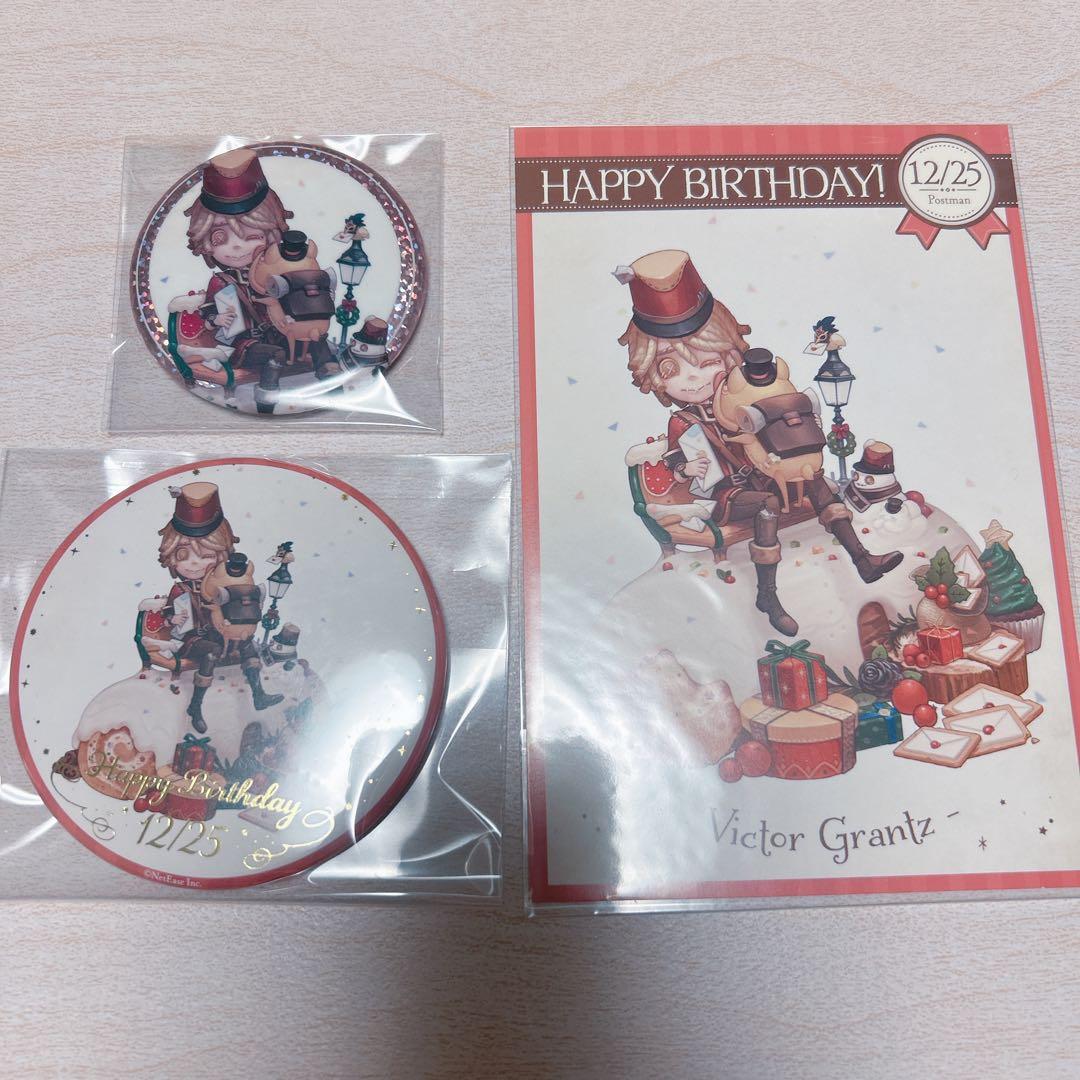 HAPPY BIRTHDAY!
12/25
Postman
Victor Grantz -
Happy Birthday
12/25
©NetEase Inc.